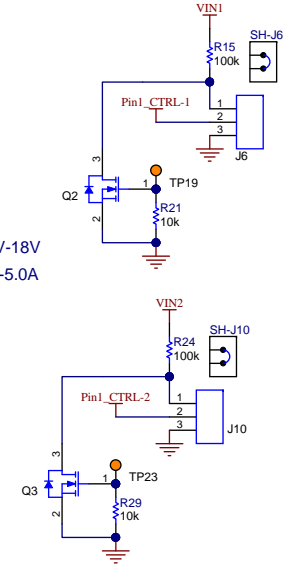 VIN1
SH-J6
R15
100k
Pin1_CTRL-1
1
2
3
J6
3
TP19
1
Q2
R21
10k
2
V-18V
-5.0A
VIN2
SH-J10
R24
100k
Pin1_CTRL-2
1
2
3
J10
3
TP23
1
Q3
R29
10k
2